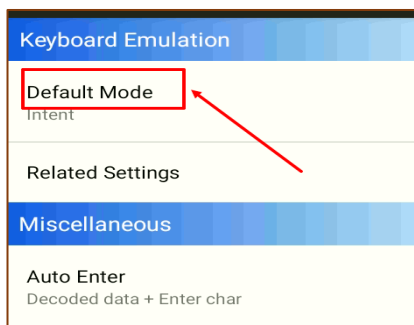 Keyboard Emulation
Default Mode
Intent
Related Settings
Miscellaneous
Auto Enter
Decoded data + Enter char